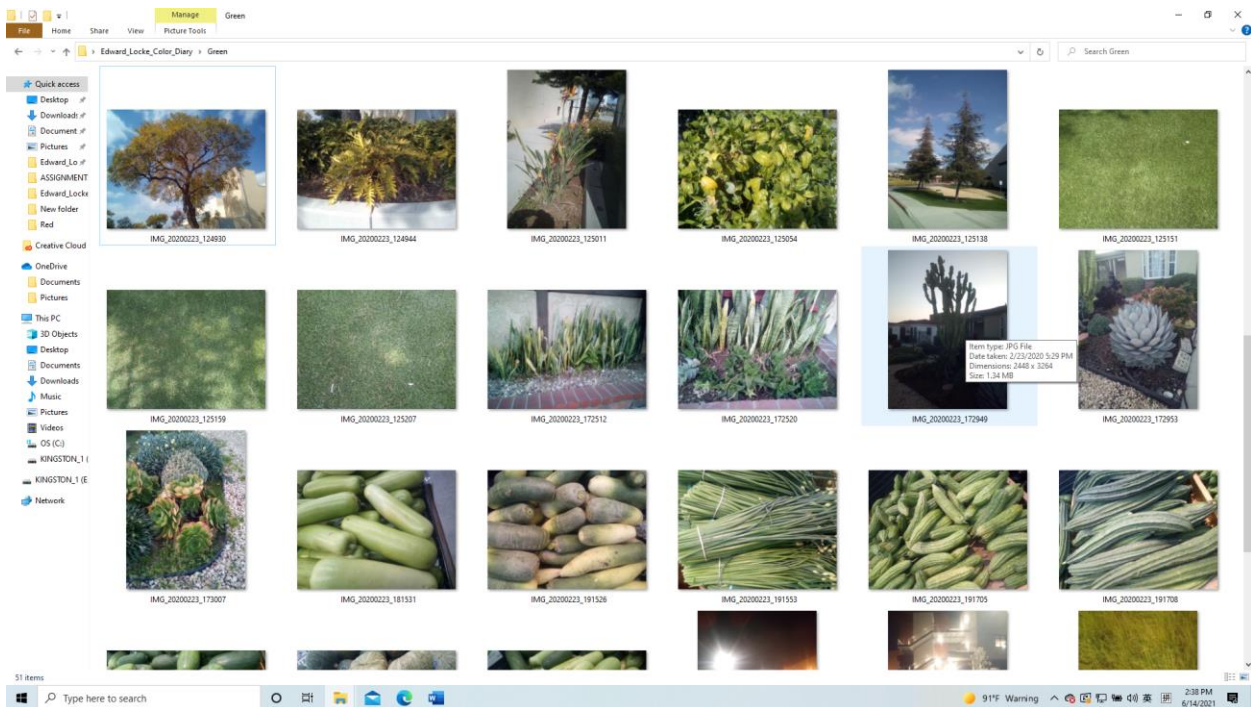 Manage
Green
File
Home
Share
View
Picture Tools
Edward_Locke_Color_Diary
Green
Search Green
Quick access
Desktop
Downloads
Document
Pictures
Edward_Lo
ASSIGNMENT
Edward_Locke
New folder
Red
Creative Cloud
OneDrive
Documents
Pictures
This PC
3D Objects
Desktop
Documents
Downloads
Music
Pictures
Videos
OS (C:)
KINGSTON_1 (
KINGSTON_1 (E
Network
IMG_20200223_124930
IMG_20200223_124944
IMG_20200223_125011
IMG_20200223_125054
IMG_20200223_125138
IMG_20200223_125151
IMG_20200223_125159
IMG_20200223_125207
IMG_20200223_172512
IMG_20200223_172520
IMG_20200223_172949
IMG_20200223_172953
Item type: JPG File
Date taken: 2/23/2020 5:29 PM
Dimensions: 2448 x 3264
Size: 1.34 MB
IMG_20200223_173007
IMG_20200223_181531
IMG_20200223_191526
IMG_20200223_191553
IMG_20200223_191705
IMG_20200223_191708
51 items
Type here to search
91°F Warning
英
拼
2:38 PM
6/14/2021